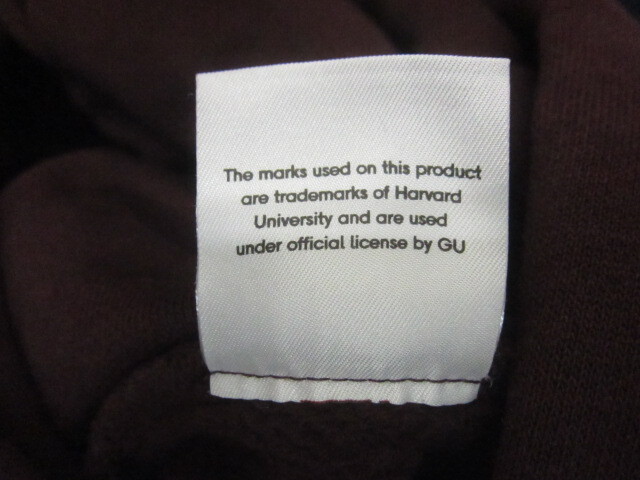 The marks used on this product
are trademarks of Harvard
University and are used
under official license by GU